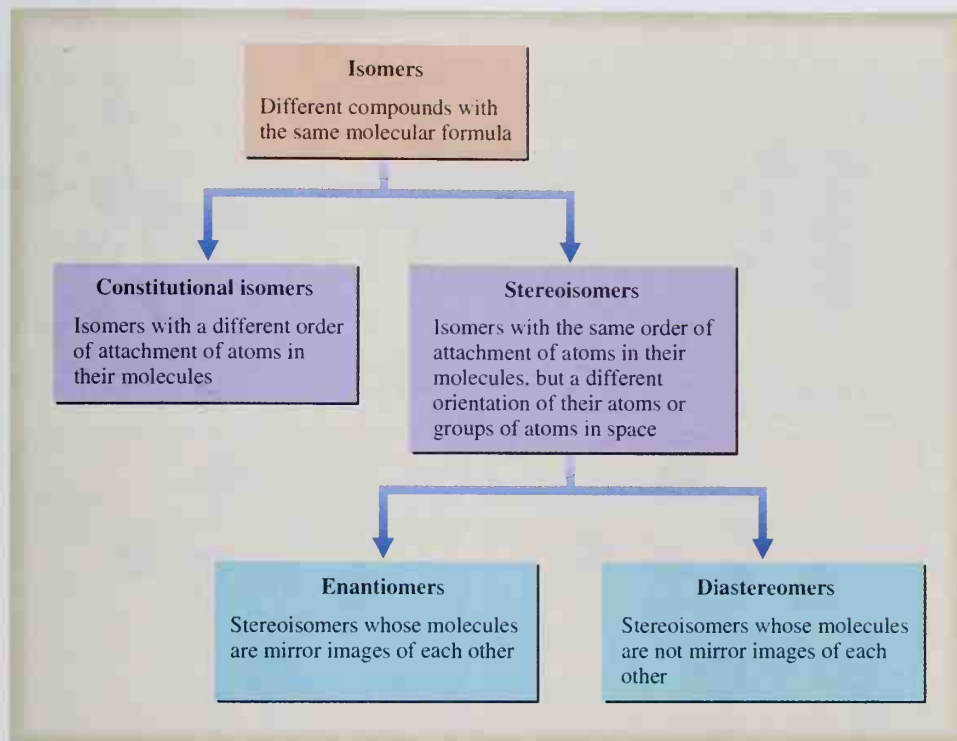 Isomers
Different compounds with
the same molecular formula
Constitutional isomers
Isomers with a different order
of attachment of atoms in
their molecules
Stereoisomers
Isomers with the same order of
attachment of atoms in their
molecules, but a different
orientation of their atoms or
groups of atoms in space
Enantiomers
Stereoisomers whose molecules
are mirror images of each other
Diastereomers
Stereoisomers whose molecules
are not mirror images of each
other